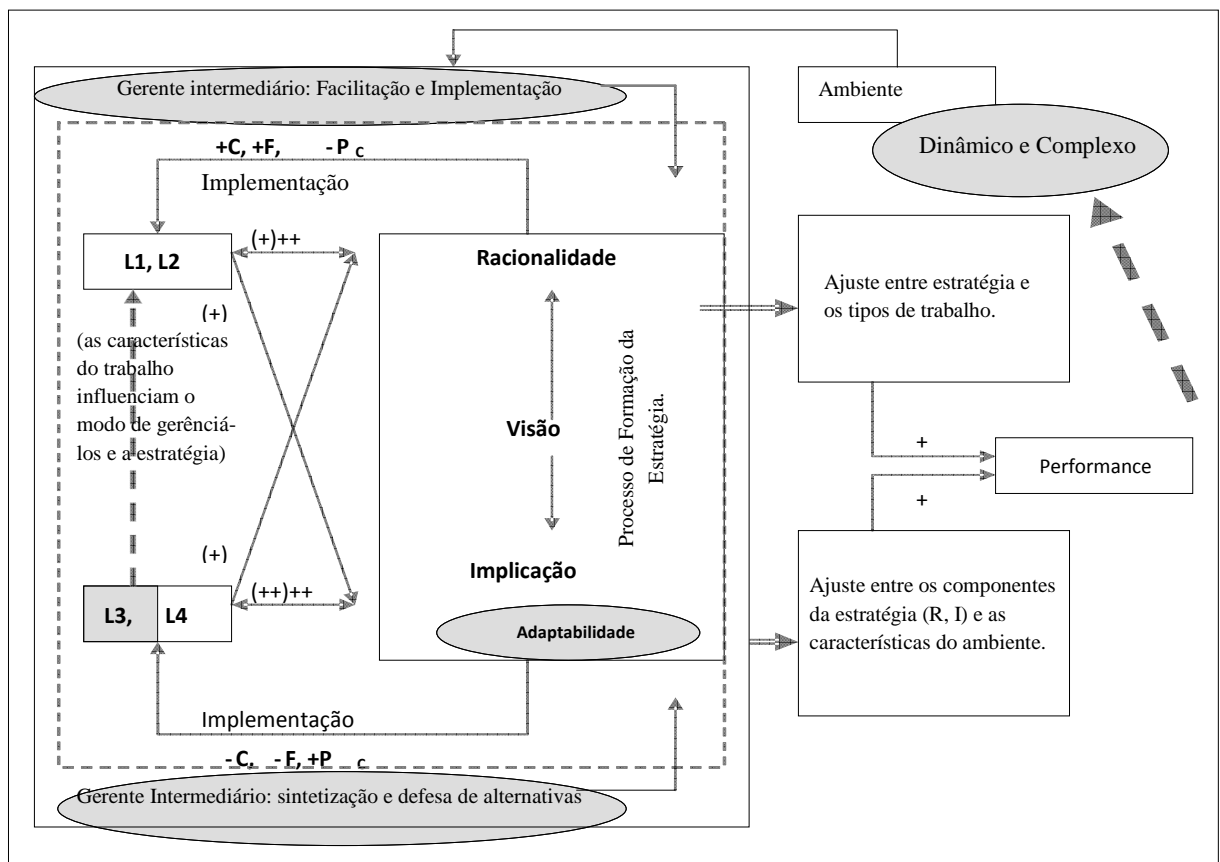 Gerente intermediário: Facilitação e Implementação
Ambiente
Dinâmico e Complexo
+C, +F, - P C
Implementação
(+)++
L1, L2
Racionalidade
(+)
(as características
do trabalho
influenciam o
modo de gerênciá-
los e a estratégia)
Visão
Processo de Formação da
Estratégia.
Ajuste entre estratégia e
os tipos de trabalho.
+
Performance
+
(+)
Implicação
(++)++
L3, L4
Adaptabilidade
Ajuste entre os componentes
da estratégia (R, I) e as
características do ambiente.
Implementação
- C, - F, +P C
Gerente Intermediário: sintetização e defesa de alternativas